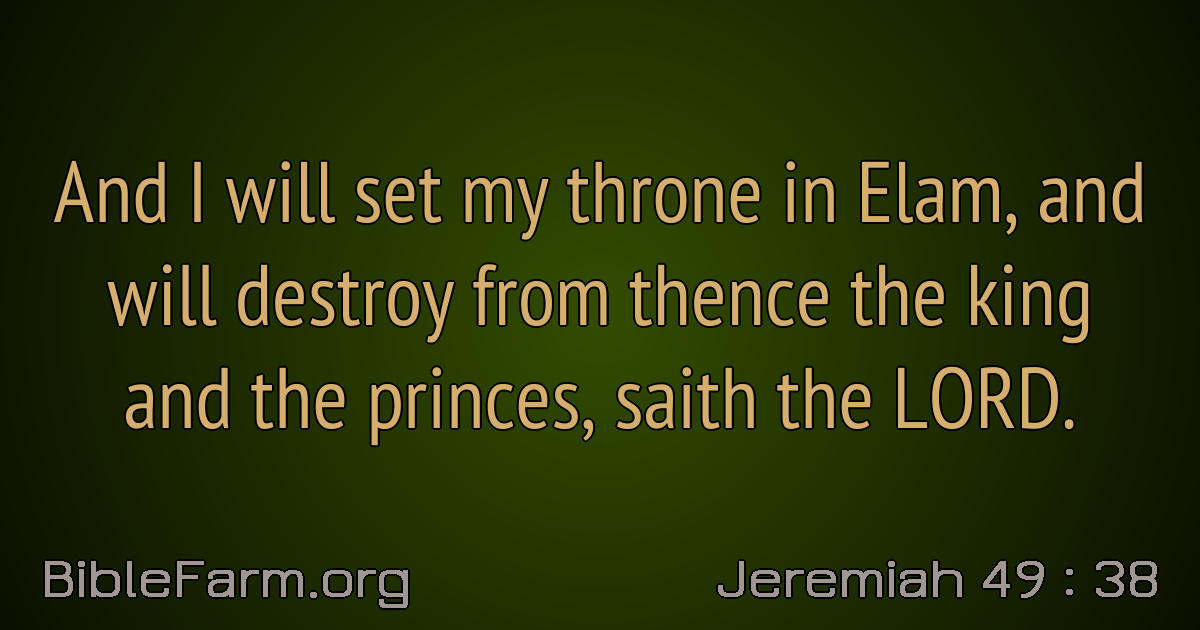 And I will set my throne in Elam, and
will destroy from thence the king
and the princes, saith the LORD.
BibleFarm.org
Jeremiah 49 : 38